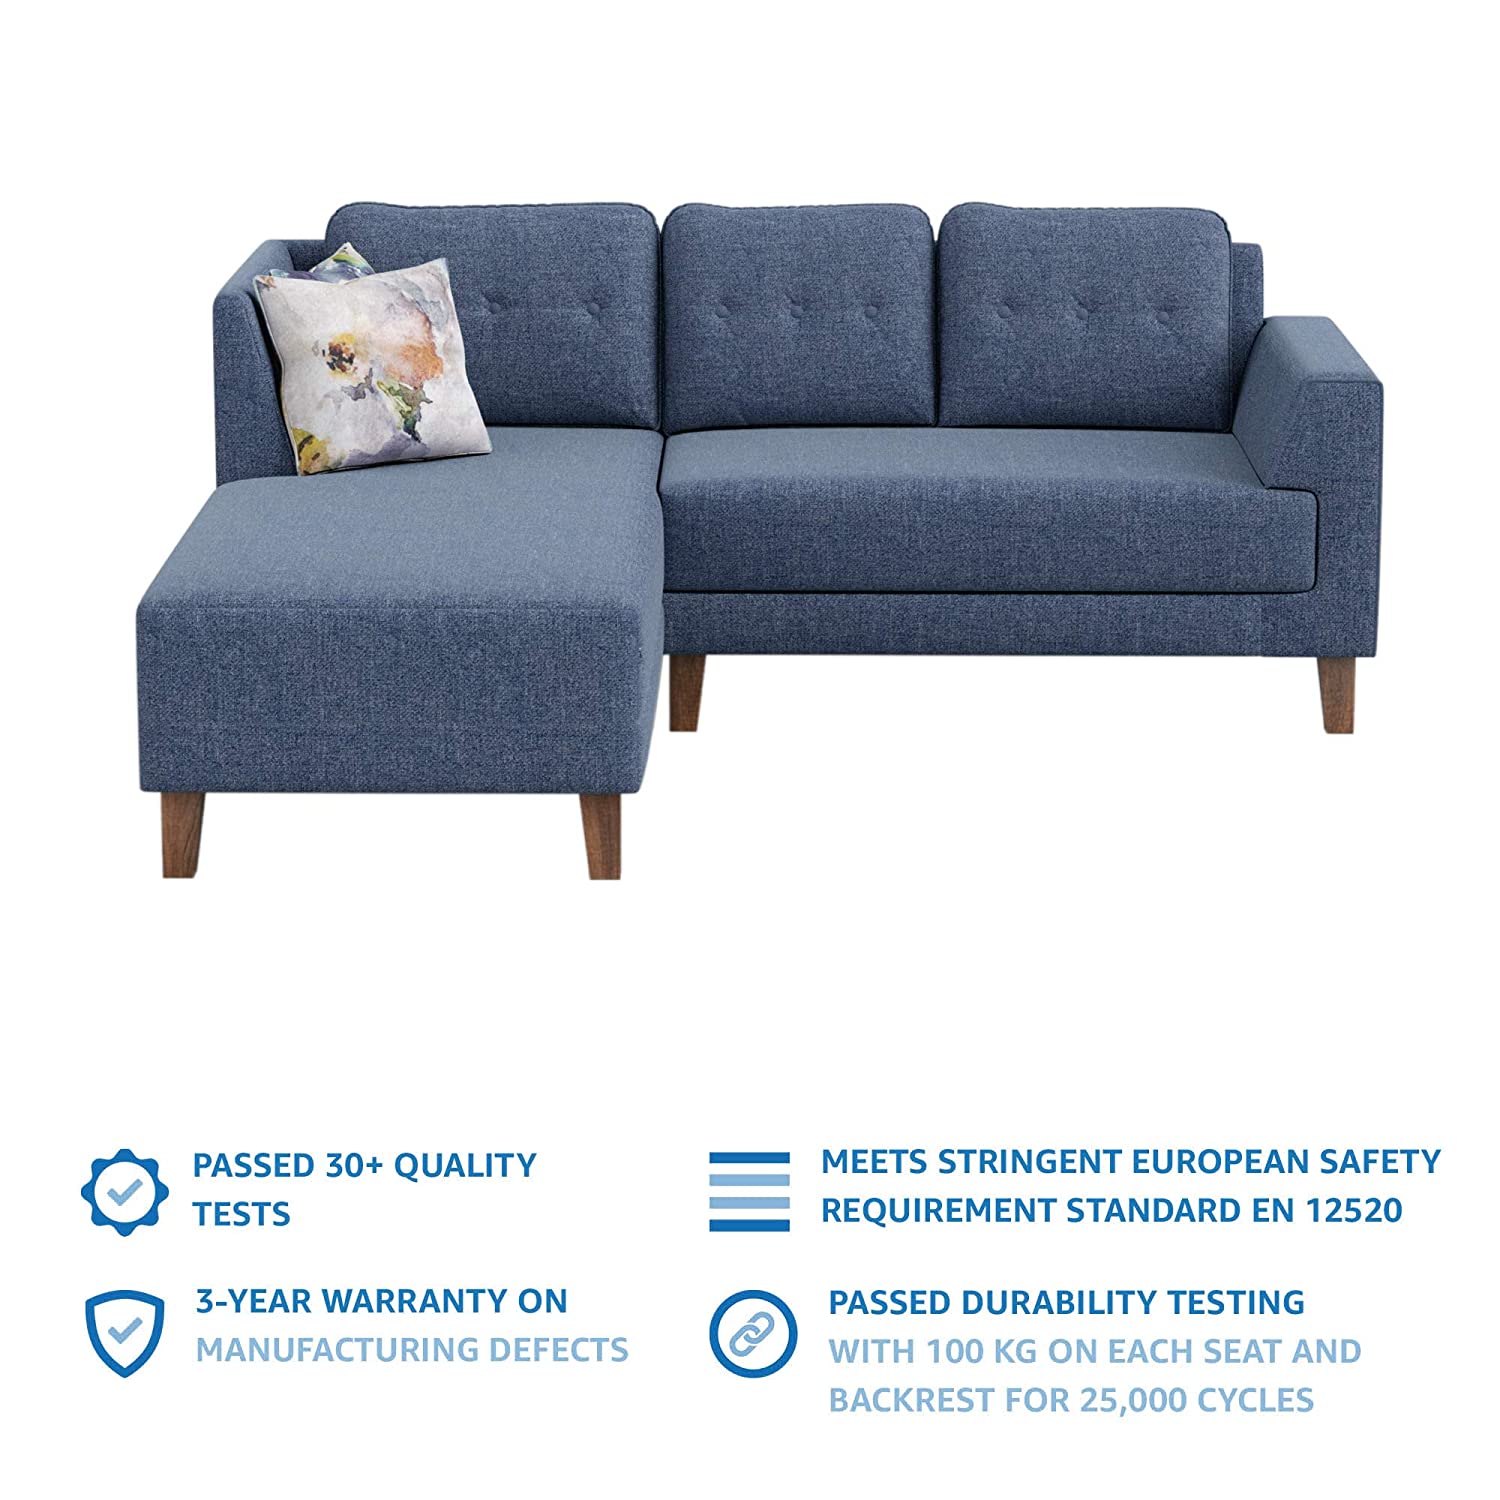 PASSED 30+ QUALITY
TESTS
MEETS STRINGENT EUROPEAN SAFETY
REQUIREMENT STANDARD EN 12520
3-YEAR WARRANTY ON
MANUFACTURING DEFECTS
PASSED DURABILITY TESTING
WITH 100 KG ON EACH SEAT AND
BACKREST FOR 25,000 CYCLES